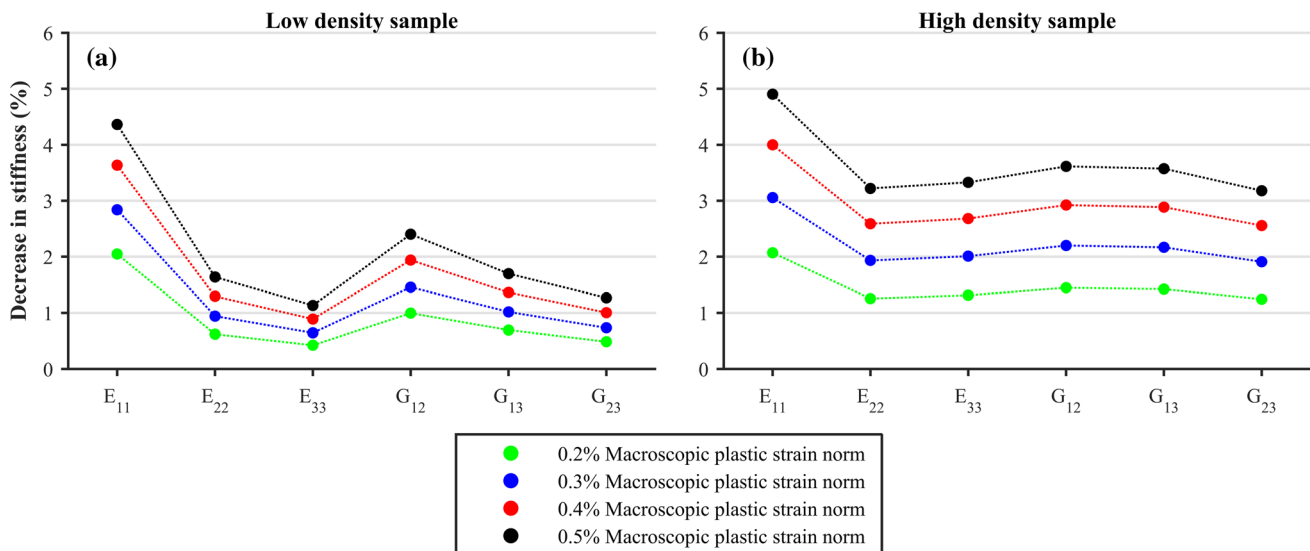 Low density sample
High density sample
(a)
(b)
Decrease in stiffness (%)
6
5
4
3
2
1
0
E11 E22 E33 G12 G13 G23
6
5
4
3
2
1
0
E11 E22 E33 G12 G13 G23
0.2% Macroscopic plastic strain norm
0.3% Macroscopic plastic strain norm
0.4% Macroscopic plastic strain norm
0.5% Macroscopic plastic strain norm